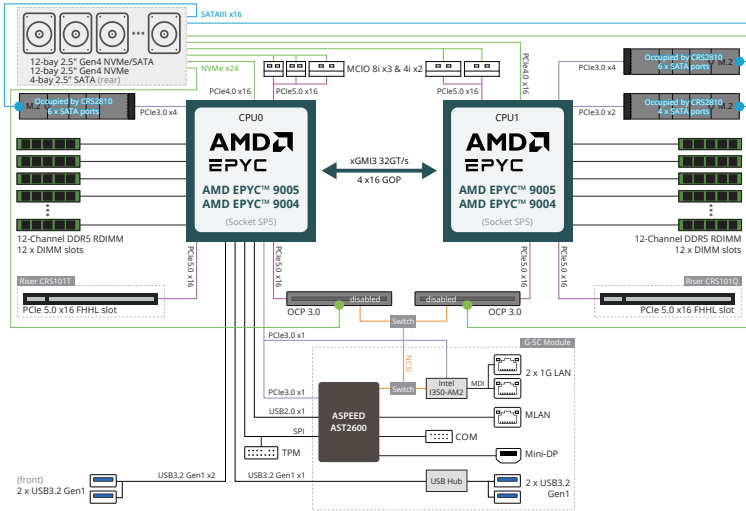 SATAIII x16
12-bay 2.5" Gen4 NVMe/SATA
12-bay 2.5" Gen4 NVMe
4-bay 2.5" SATA (rear)
NVMe x24
MCIO 8i x3 & 4i x2
PCIe4.0 x16
PCIe5.0 x16
PCIe5.0 x16
PCIe4.0 x16
PCIe3.0 x4
M.2
Occupied by CRS2810
6 x SATA ports
M.2
Occupied by CRS2810
6 x SATA ports
PCIe3.0 x4
PCIe3.0 x2
Occupied by CRS2810
4 x SATA ports
M.2
CPU0
AMD
EPYC
AMD EPYC™ 9005
AMD EPYC™ 9004
(Socket SP5)
xGMI3 32GT/s
4 x16 GOP
CPU1
AMD
EPYC
AMD EPYC™ 9005
AMD EPYC™ 9004
(Socket SP5)
12-Channel DDR5 RDIMM
12 x DIMM slots
12-Channel DDR5 RDIMM
12 x DIMM slots
PCIe5.0 x16
PCIe5.0 x16
PCIe5.0 x16
PCIe5.0 x16
Riser CRS101T
PCIe 5.0 x16 FHHL slot
Riser CRS101Q
PCIe 5.0 x16 FHHL slot
disabled
OCP 3.0
disabled
OCP 3.0
Switch
PCIe3.0 x1
G-SC Module
NCSI
PCIe3.0 x1
Switch
Intel
I350-AM2
MDI
2 x 1G LAN
ASPEED
AST2600
USB2.0 x1
MLAN
SPI
COM
TPM
Mini-DP
(front)
2 x USB3.2 Gen1
USB3.2 Gen1 x2
USB3.2 Gen1 x1
USB Hub
2 x USB3.2
Gen1